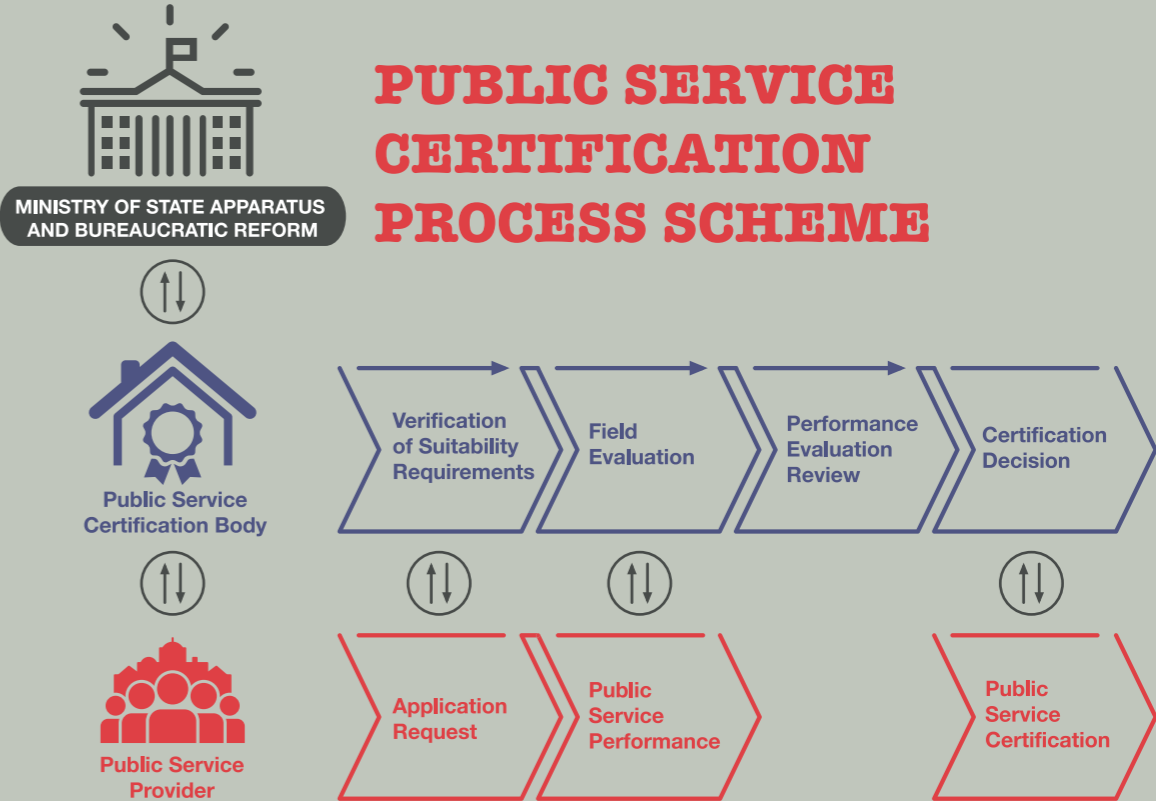 PUBLIC SERVICE
CERTIFICATION
PROCESS SCHEME
MINISTRY OF STATE APPARATUS
AND BUREAUCRATIC REFORM
Public Service
Certification Body
Verification
of Suitability
Requirements
Field
Evaluation
Performance
Evaluation
Review
Certification
Decision
Public Service
Provider
Application
Request
Public
Service
Performance
Public
Service
Certification